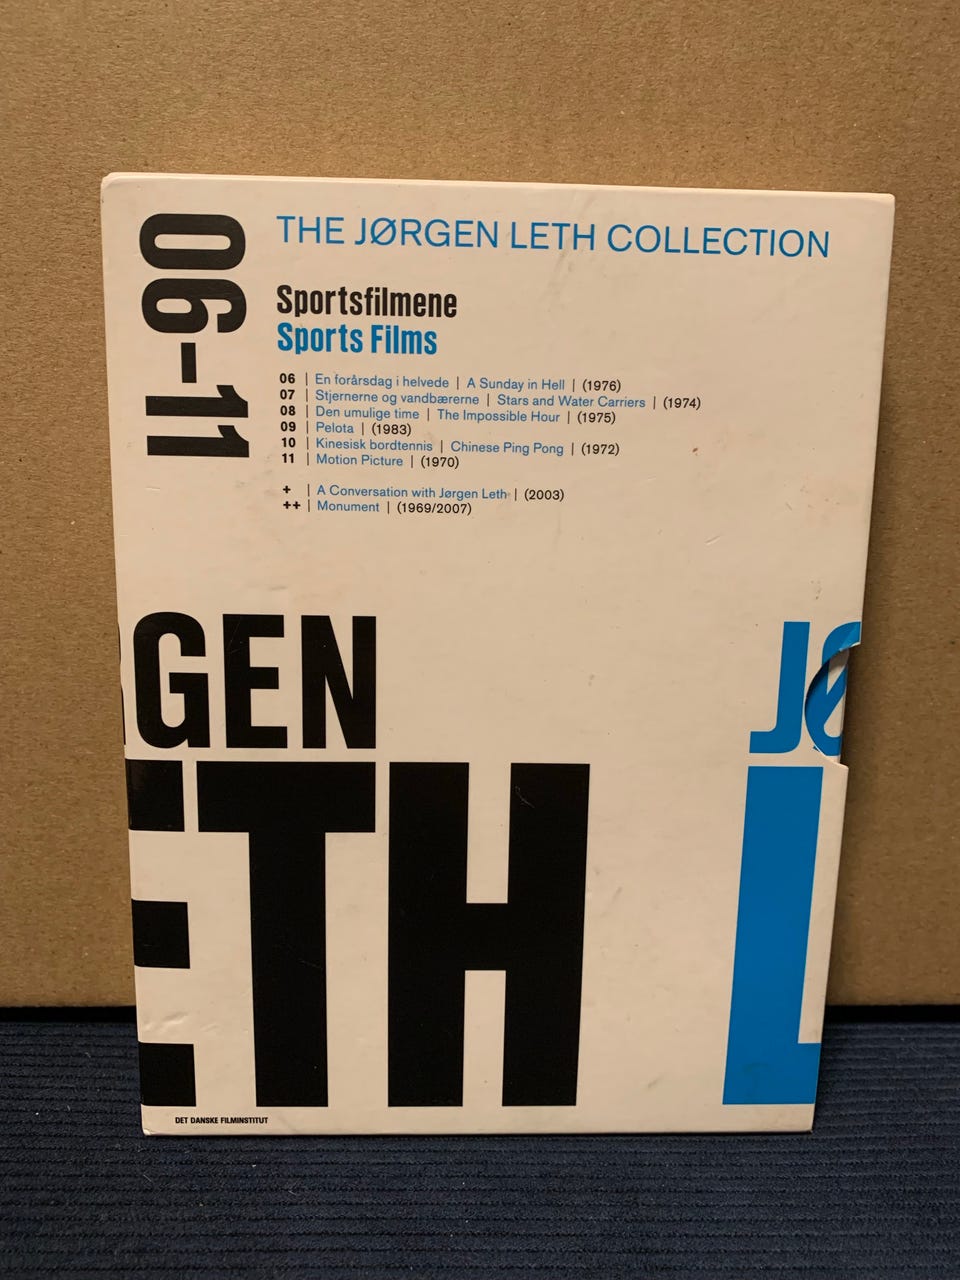 06-11
THE JØRGEN LETH COLLECTION
Sportsfilmene
Sports Films
06 | En forårsdag i helvede | A Sunday in Hell | (1976)
07 | Stjernerne og vandbærerne | Stars and Water Carriers | (1974)
08 | Den umulige time | The Impossible Hour | (1975)
09 | Pelota | (1983)
10 | Kinesisk bordtennis | Chinese Ping Pong | (1972)
11 | Motion Picture | (1970)
+ | A Conversation with Jørgen Leth | (2003)
++ | Monument | (1969/2007)
RGEN JØ
ETH L
DET DANSKE FILMINSTITUT